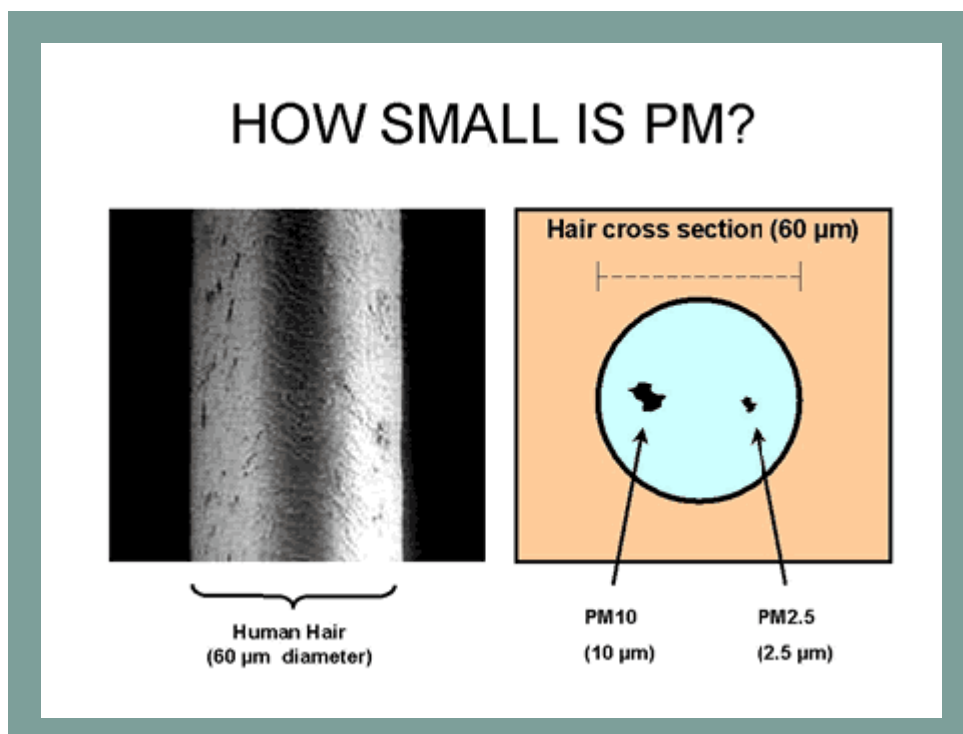 HOW SMALL IS PM?
Hair cross section (60 µm)
Human Hair
(60 µm diameter)
PM10
(10 µm)
PM2.5
(2.5 µm)